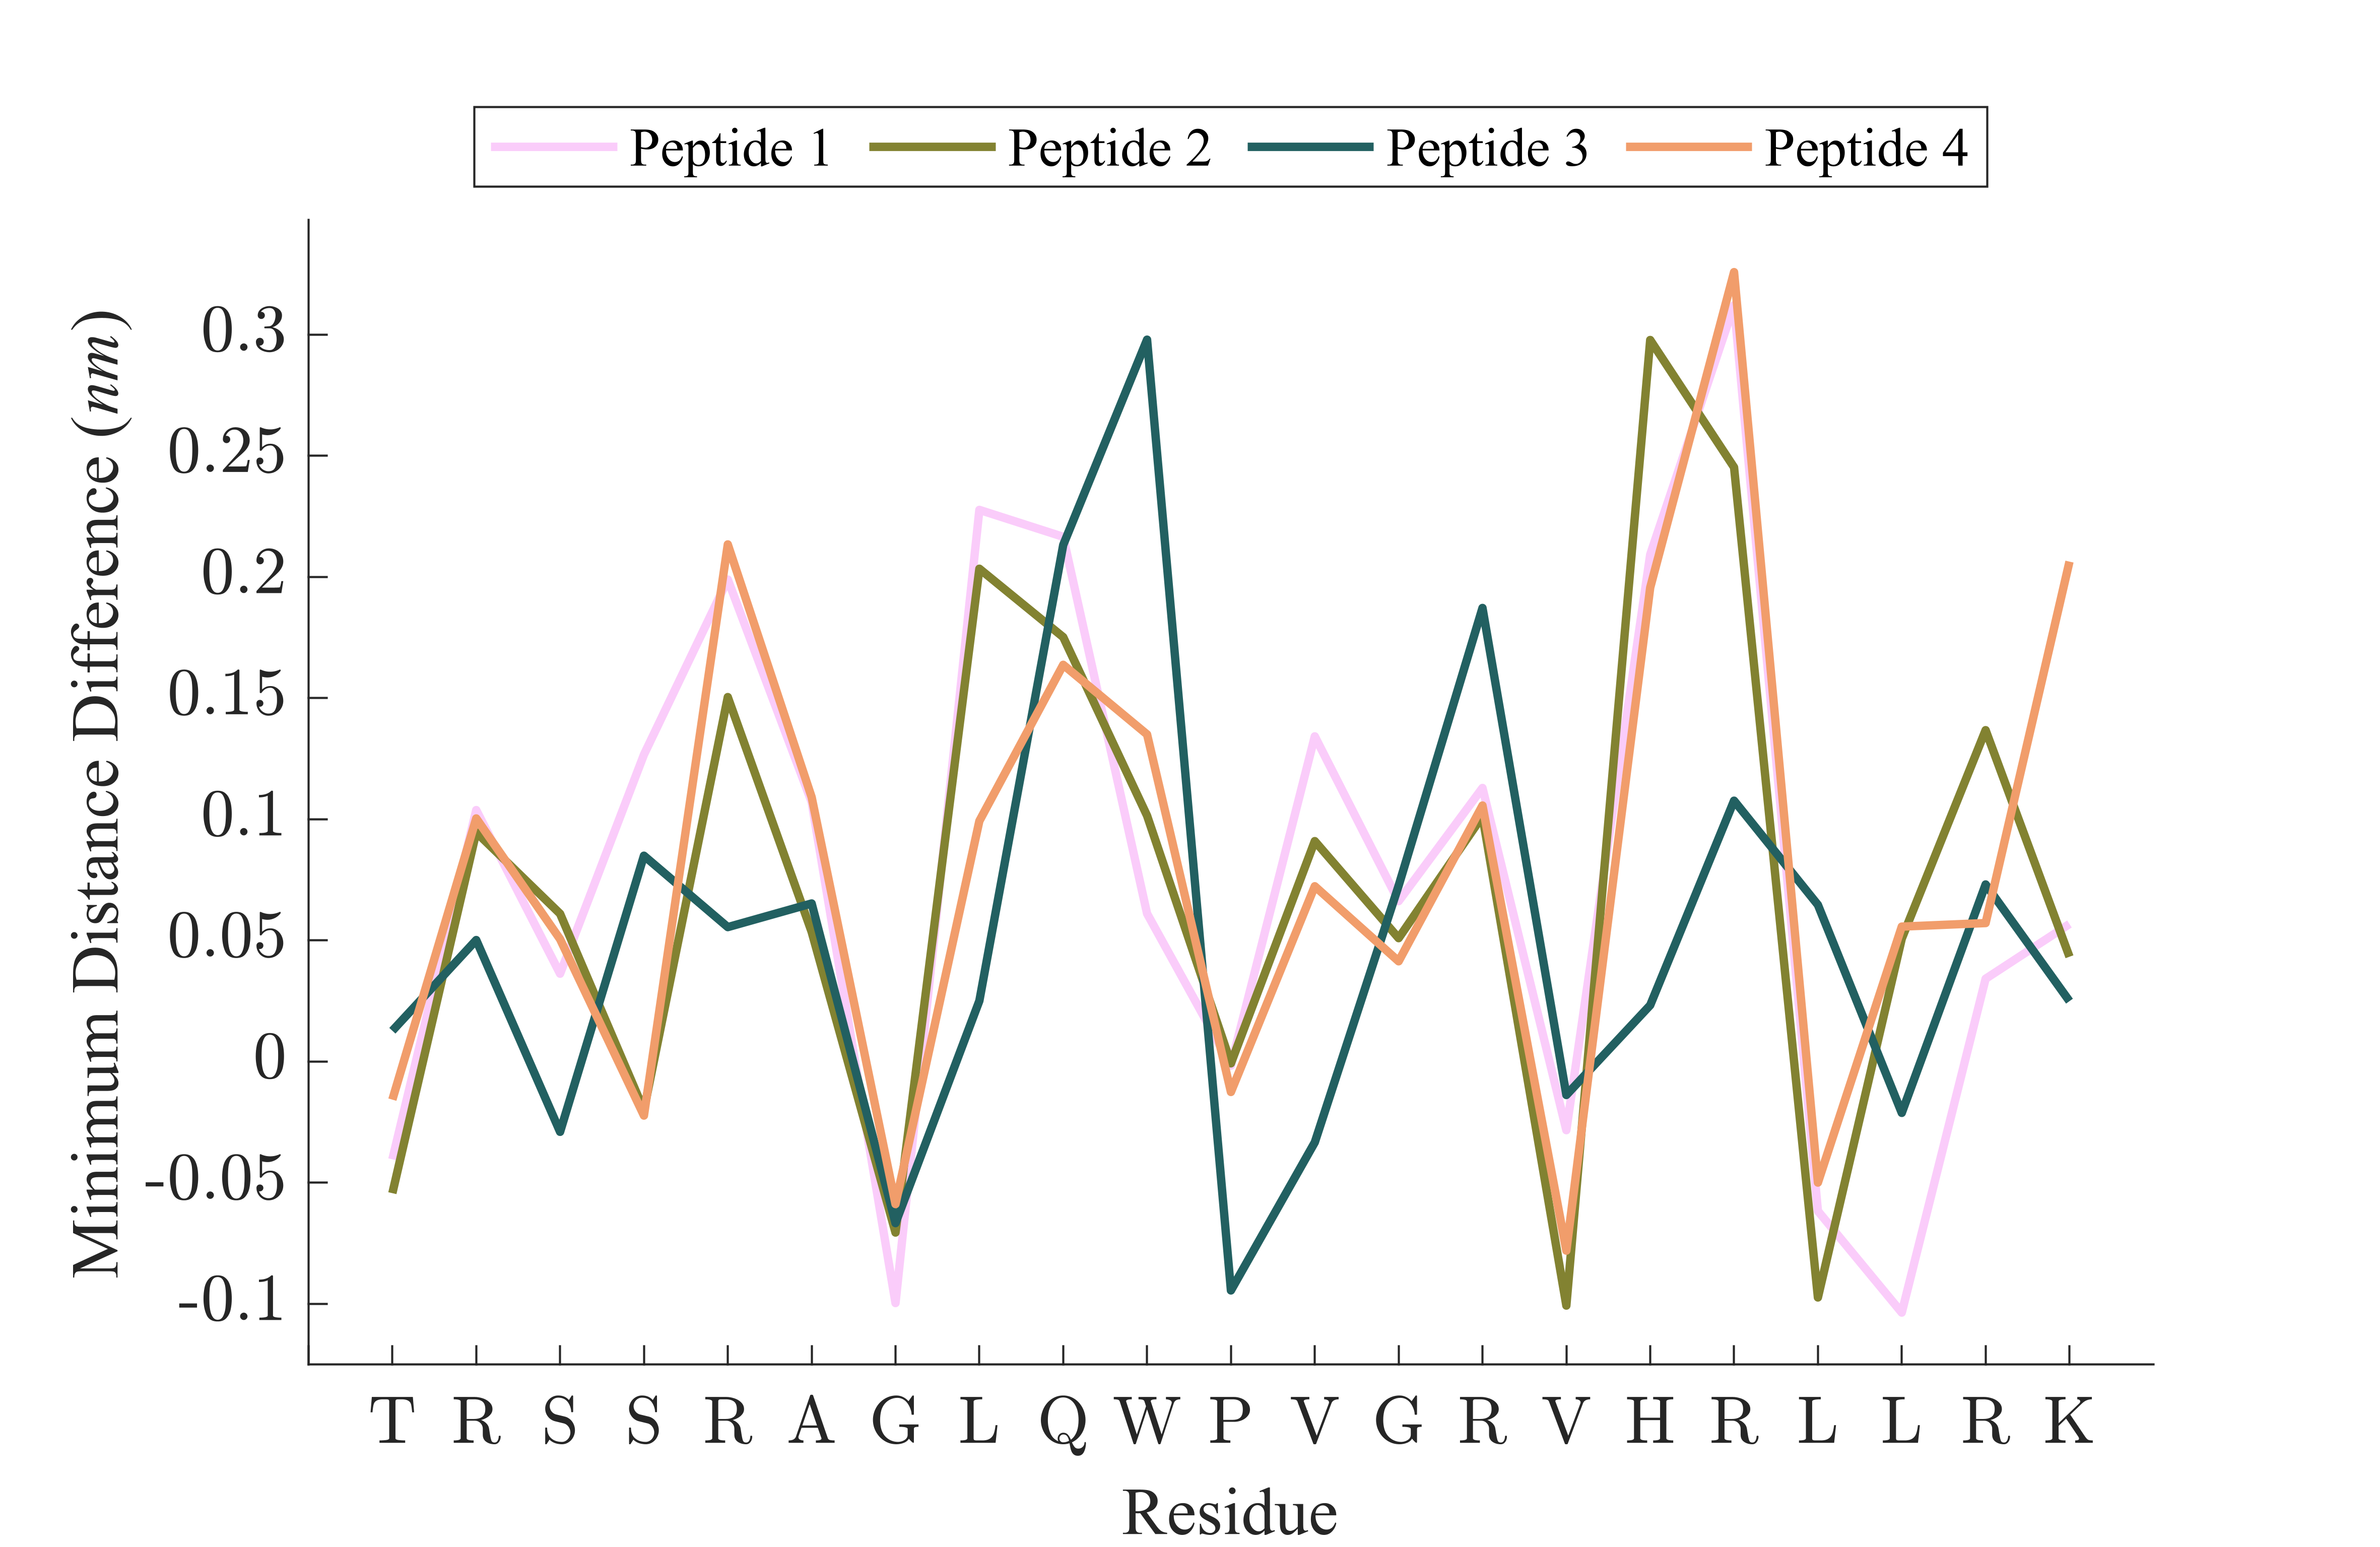 Peptide 1 Peptide 2 Peptide 3 Peptide 4
Minimum Distance Difference (nm)
0.3
0.25
0.2
0.15
0.1
0.05
0
-0.05
-0.1
T R S S R A G L Q W P V G R V H R L L R K
Residue